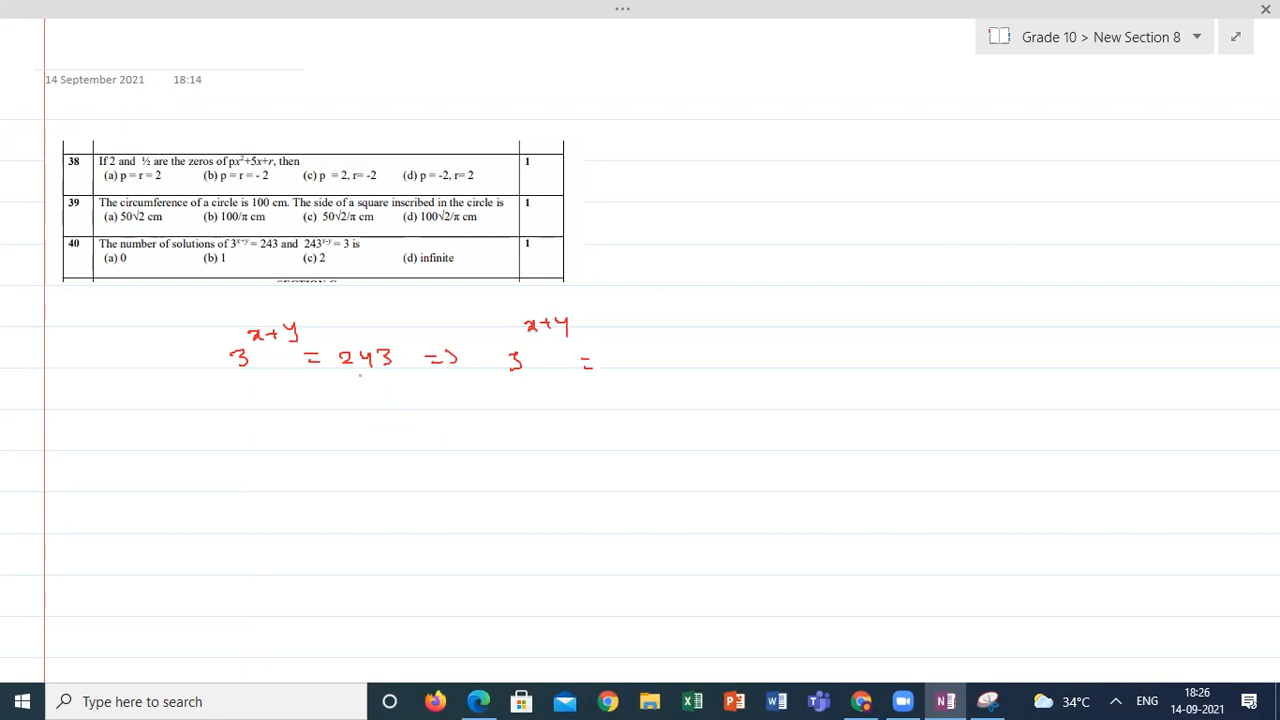 Grade 10 > New Section 8
14 September 2021 18:14
38 If 2 and ½ are the zeros of px²+5x+r, then 1
(a) p = r = 2 (b) p = r = - 2 (c) p = 2, r= -2 (d) p = -2, r= 2
39 The circumference of a circle is 100 cm. The side of a square inscribed in the circle is 1
(a) 50√2 cm (b) 100/π cm (c) 50√2/π cm (d) 100√2/π cm
40 The number of solutions of 3ˣ⁺ʸ = 243 and 243ˣ⁻ʸ = 3 is 1
(a) 0 (b) 1 (c) 2 (d) infinite
3^x+y = 243 => 3^x+y =
Type here to search 34°C ENG 18:26
14-09-2021